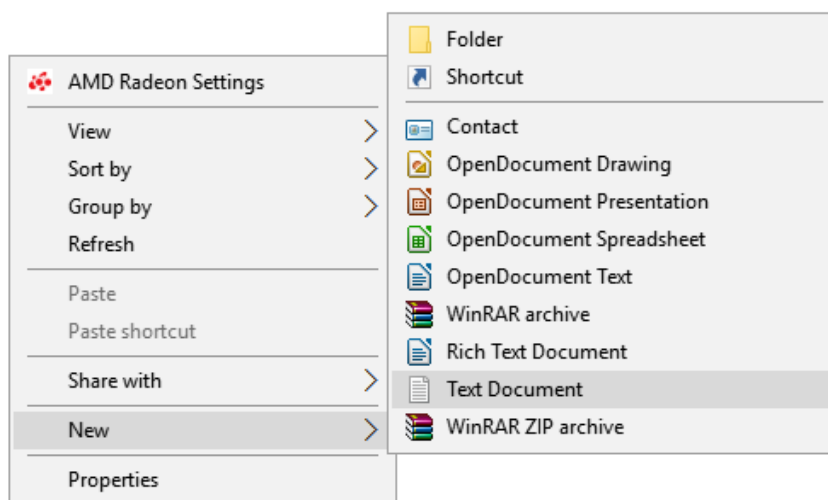 AMD Radeon Settings
View
Sort by
Group by
Refresh
Paste
Paste shortcut
Share with
New
Properties
Folder
Shortcut
Contact
OpenDocument Drawing
OpenDocument Presentation
OpenDocument Spreadsheet
OpenDocument Text
WinRAR archive
Rich Text Document
Text Document
WinRAR ZIP archive